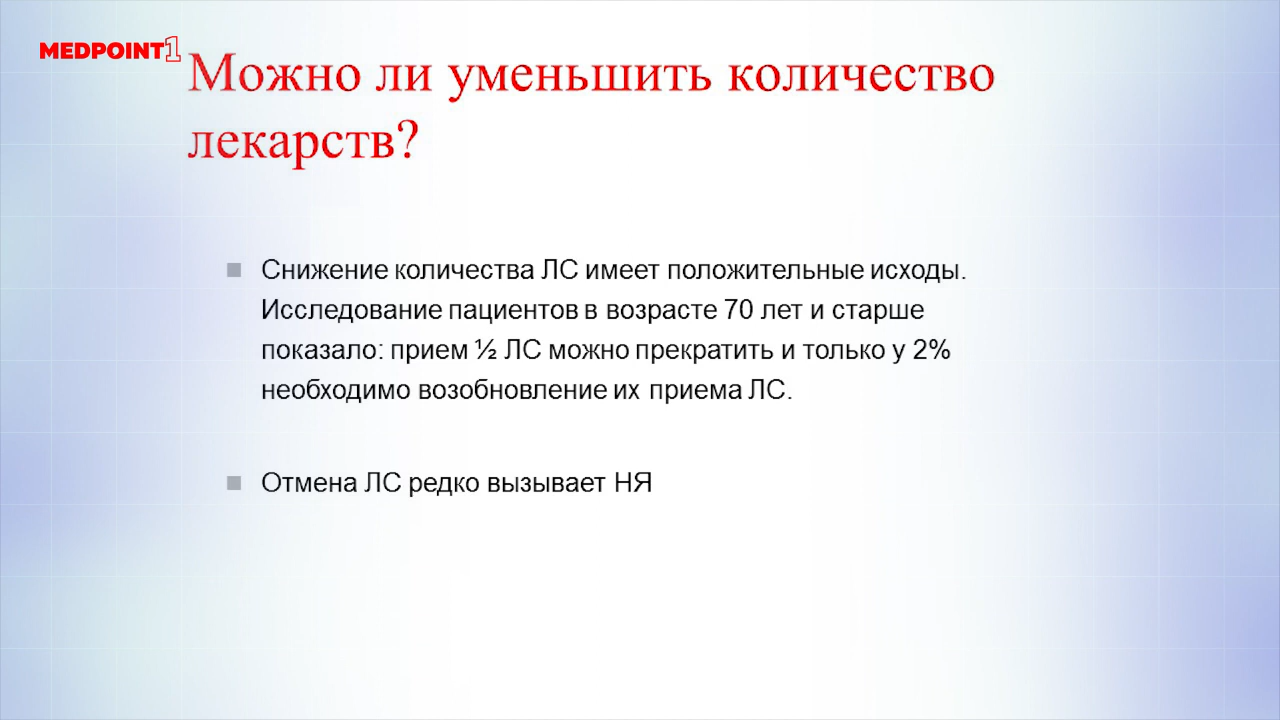 MEDPOINT1
Можно ли уменьшить количество
лекарств?
Снижение количества ЛС имеет положительные исходы.
Исследование пациентов в возрасте 70 лет и старше
показало: прием ½ ЛС можно прекратить и только у 2%
необходимо возобновление их приема ЛС.
Отмена ЛС редко вызывает НЯ